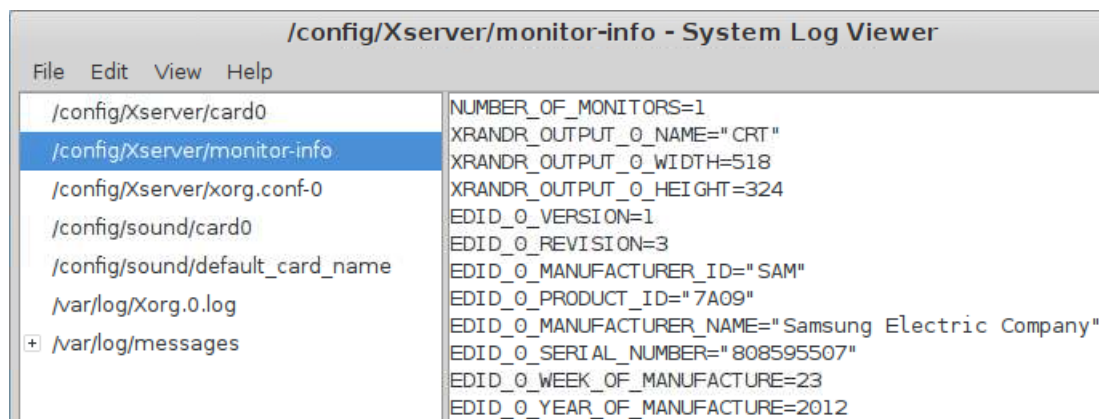 /config/Xserver/monitor-info - System Log Viewer
File Edit View Help
/config/Xserver/card0
/config/Xserver/monitor-info
/config/Xserver/xorg.conf-0
/config/sound/card0
/config/sound/default_card_name
/var/log/Xorg.0.log
/var/log/messages
NUMBER_OF_MONITORS=1
XRANDR_OUTPUT_0_NAME="CRT"
XRANDR_OUTPUT_0_WIDTH=518
XRANDR_OUTPUT_0_HEIGHT=324
EDID_0_VERSION=1
EDID_0_REVISION=3
EDID_0_MANUFACTURER_ID="SAM"
EDID_0_PRODUCT_ID="7A09"
EDID_0_MANUFACTURER_NAME="Samsung Electric Company"
EDID_0_SERIAL_NUMBER="808595507"
EDID_0_WEEK_OF_MANUFACTURE=23
EDID_0_YEAR_OF_MANUFACTURE=2012